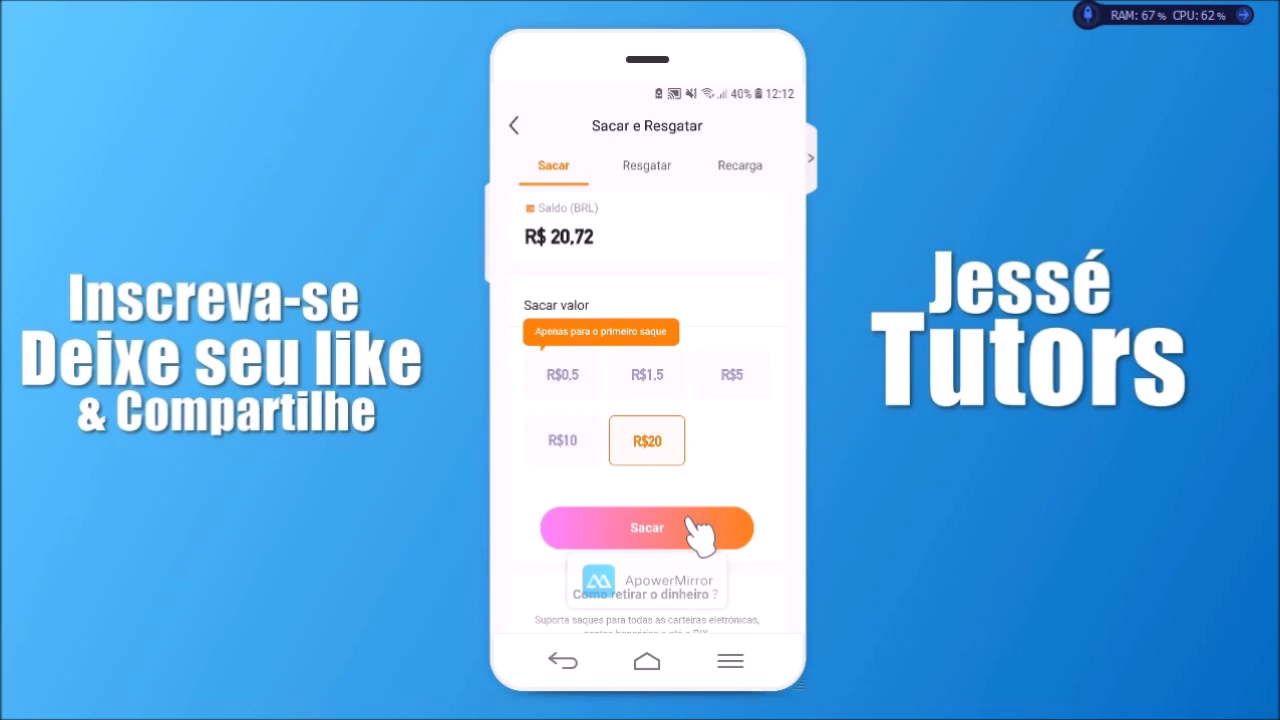 RAM: 67% CPU: 62%
40% 12:12
Sacar e Resgatar
Sacar Resgatar Recarga
Saldo (BRL)
R$ 20,72
Sacar valor
Apenas para o primeiro saque
R$0,5 R$1,5 R$5
R$10 R$20
Sacar
ApowerMirror
Como retirar o dinheiro ?
Suporta saques para todas as carteiras eletrônicas,
Inscreva-se
Deixe seu like
& Compartilhe
Jessé
Tutors